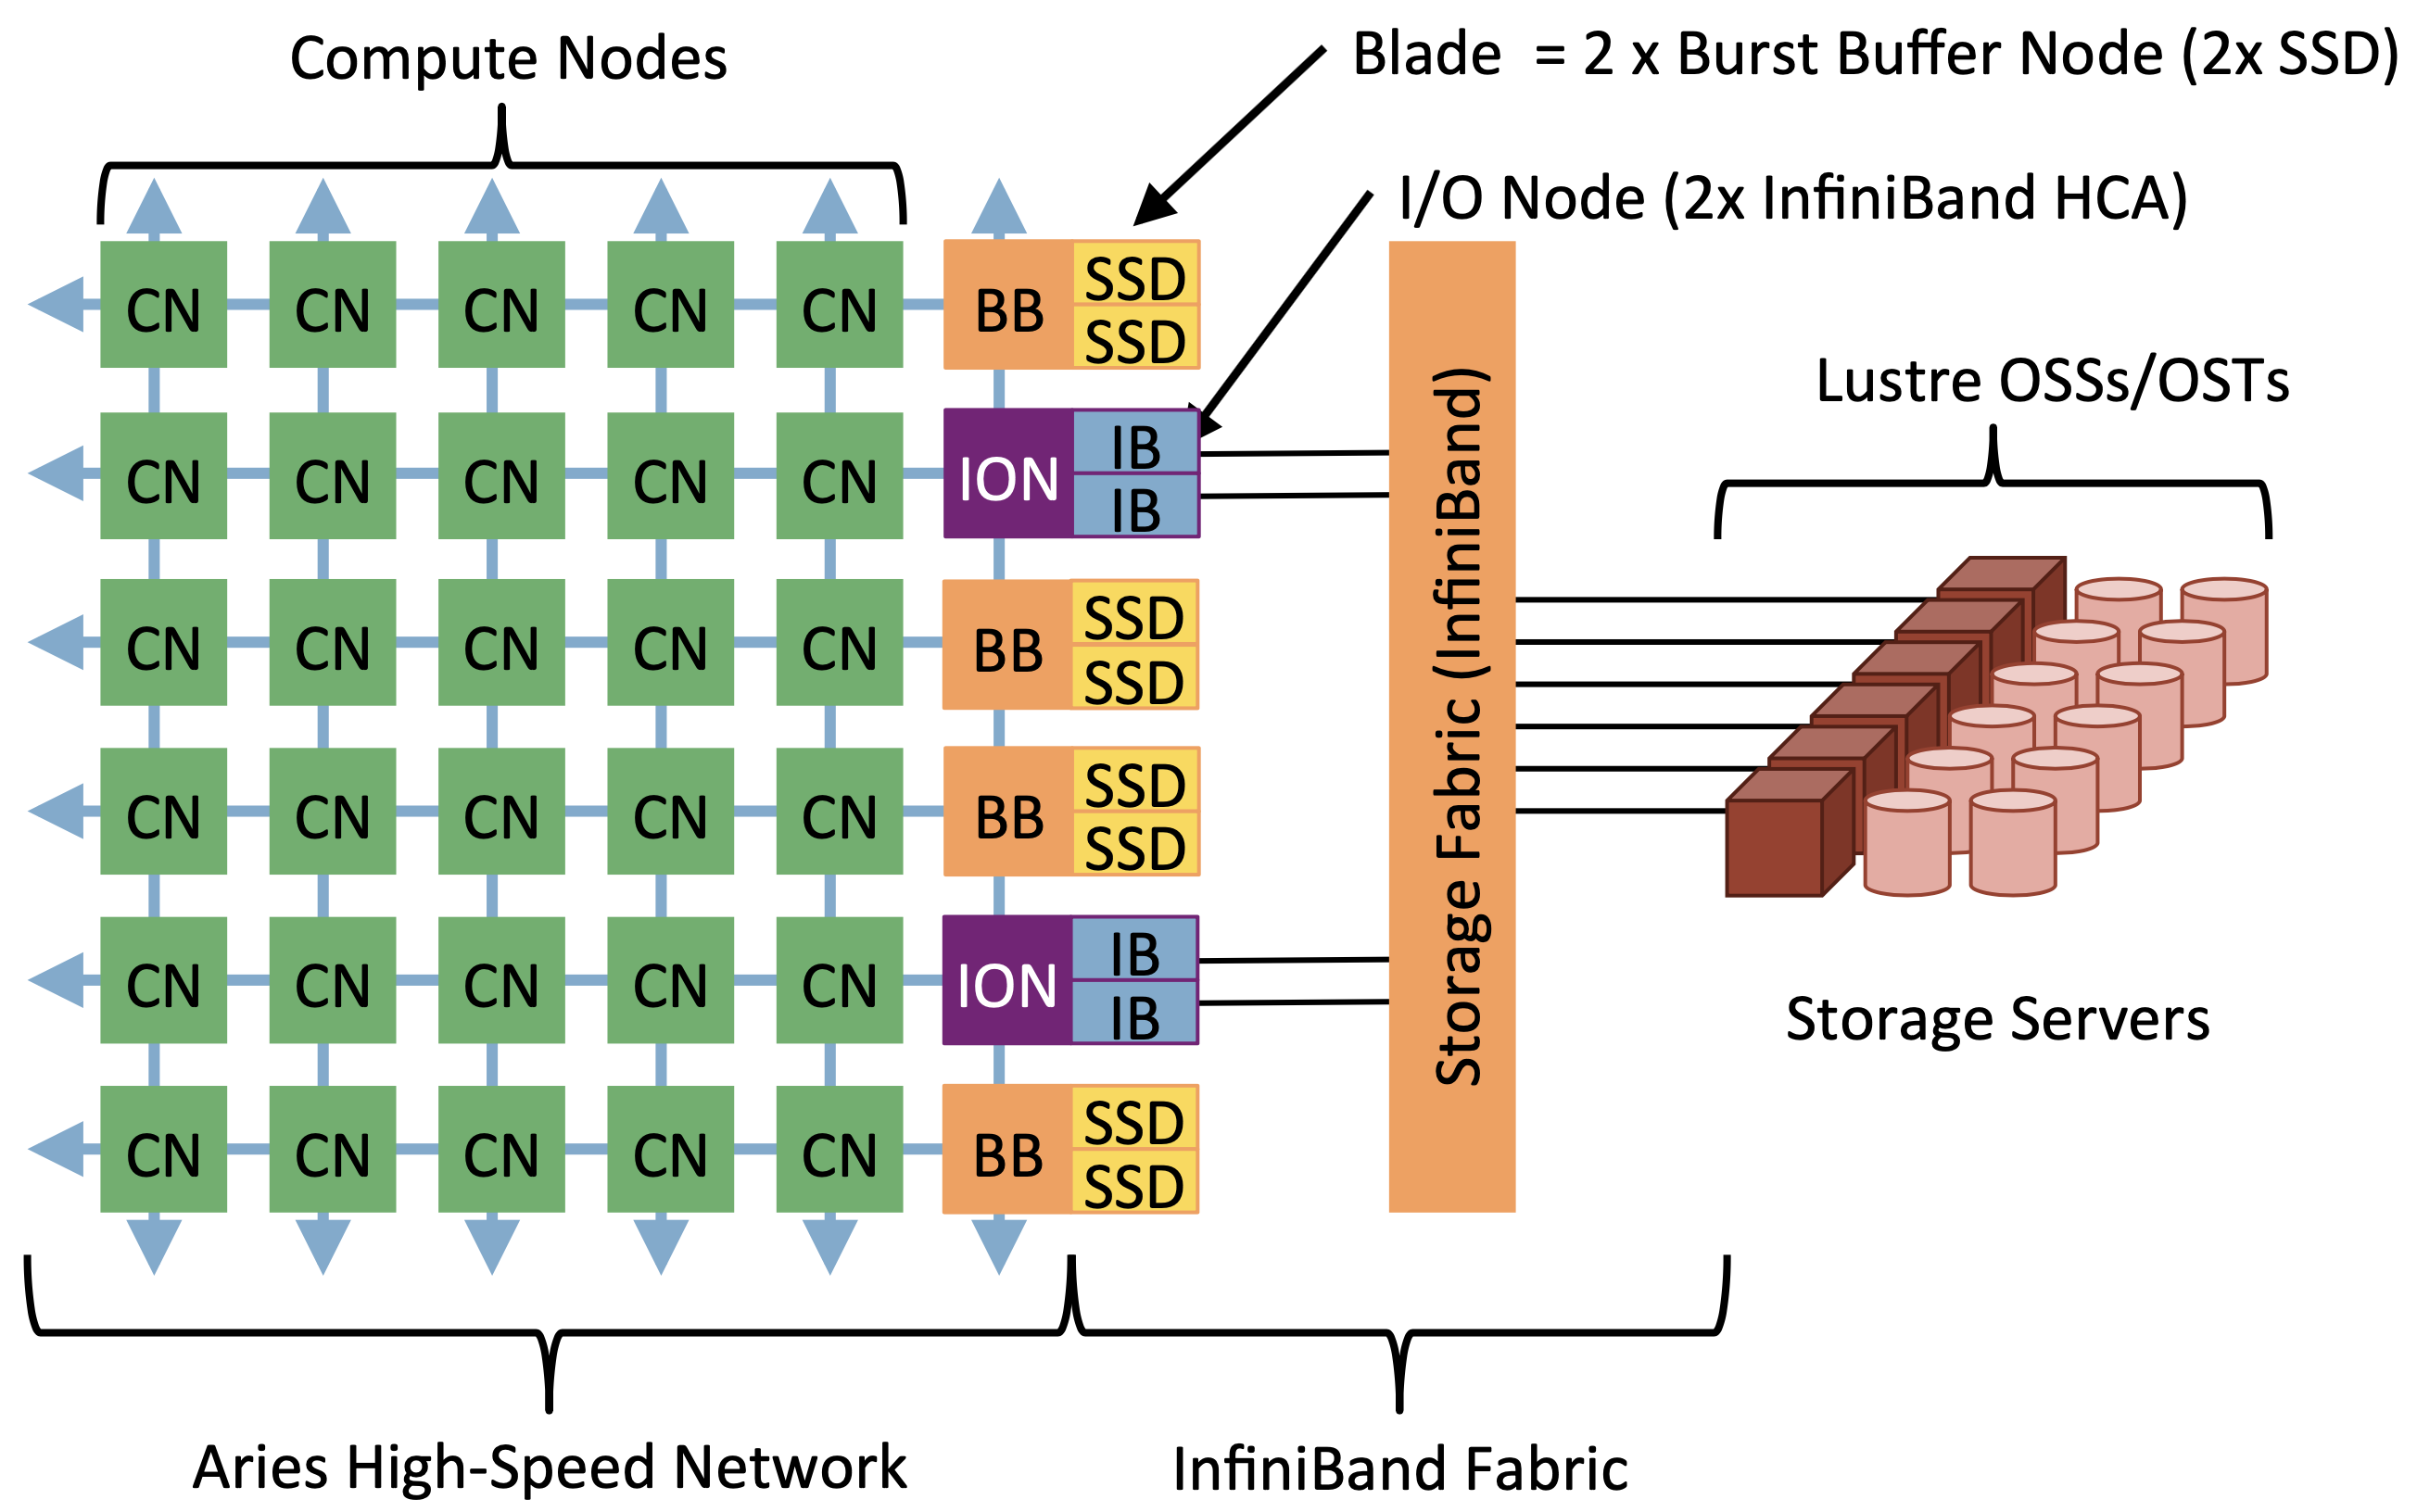 Compute Nodes
Blade = 2 x Burst Buffer Node (2x SSD)
I/O Node (2x InfiniBand HCA)
CN CN CN CN CN BB SSD
SSD
CN CN CN CN CN ION IB
IB
CN CN CN CN CN BB SSD
SSD
CN CN CN CN CN BB SSD
SSD
CN CN CN CN CN ION IB
IB
CN CN CN CN CN BB SSD
SSD
Storage Fabric (InfiniBand)
Lustre OSSs/OSTs
Storage Servers
Aries High-Speed Network
InfiniBand Fabric